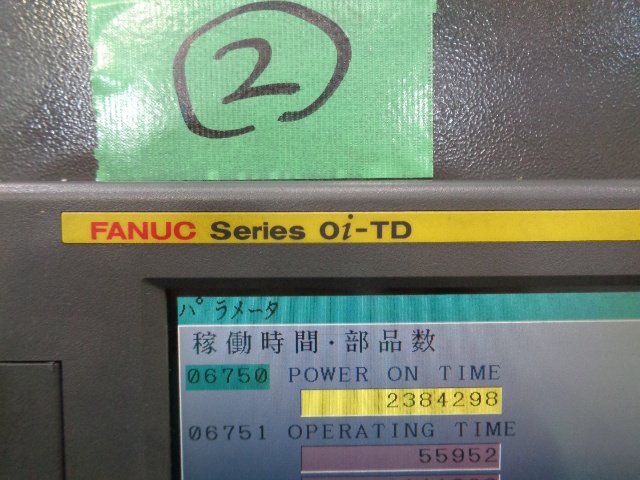 2
FANUC Series 0i-TD
パラメータ
稼働時間・部品数
06750 POWER ON TIME
2384298
06751 OPERATING TIME
55952